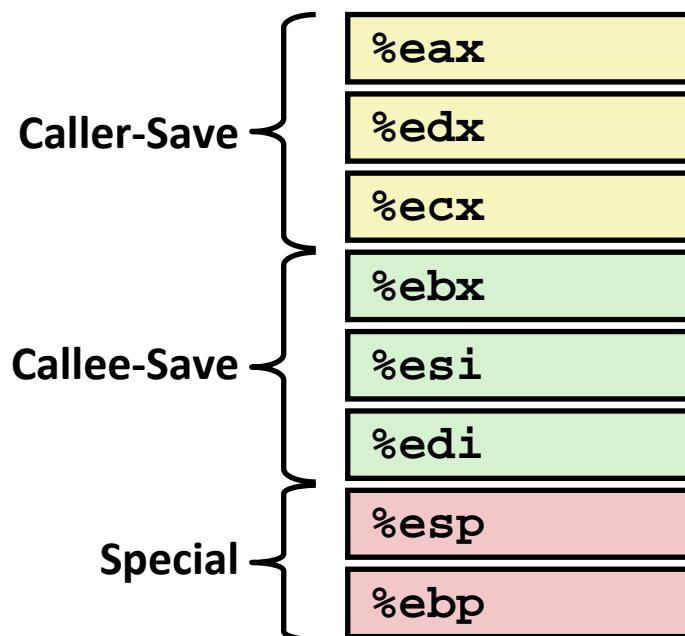 %eax
Caller-Save
%edx
%ecx
%ebx
Callee-Save
%esi
%edi
%esp
Special
%ebp